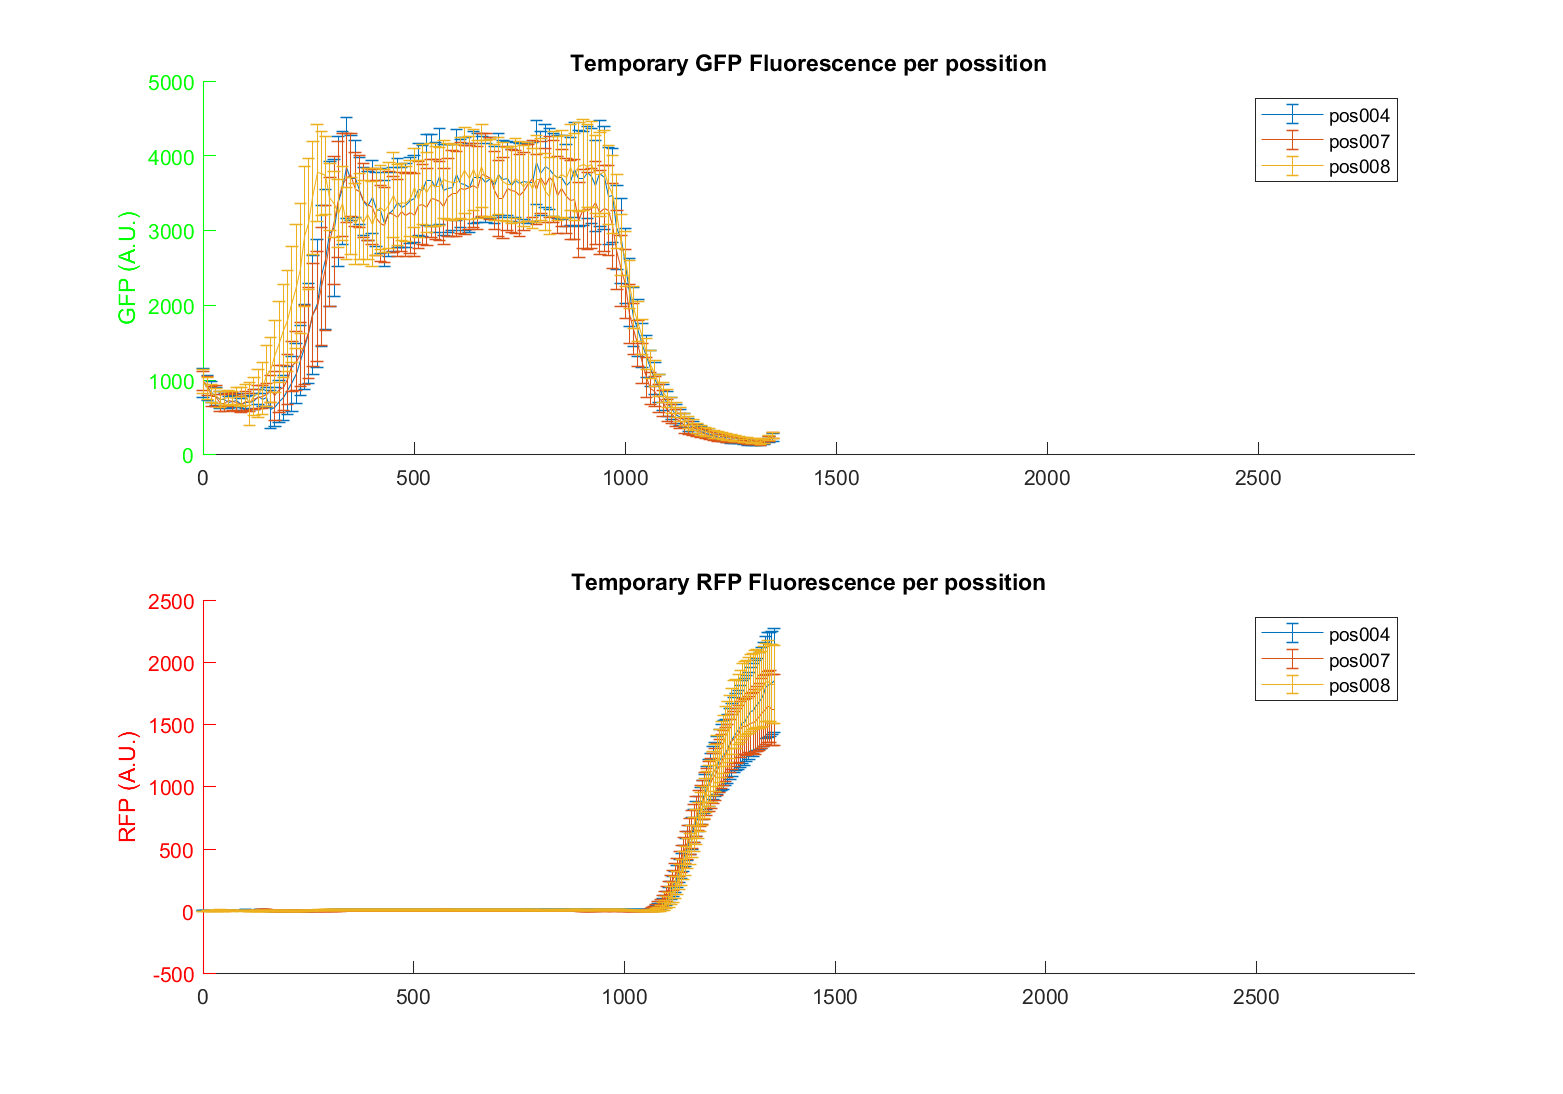 Temporary GFP Fluorescence per possition
5000
4000
3000
2000
1000
0
GFP (A.U.)
pos004
pos007
pos008
0 500 1000 1500 2000 2500
Temporary RFP Fluorescence per possition
2500
2000
1500
1000
500
0
-500
RFP (A.U.)
pos004
pos007
pos008
0 500 1000 1500 2000 2500